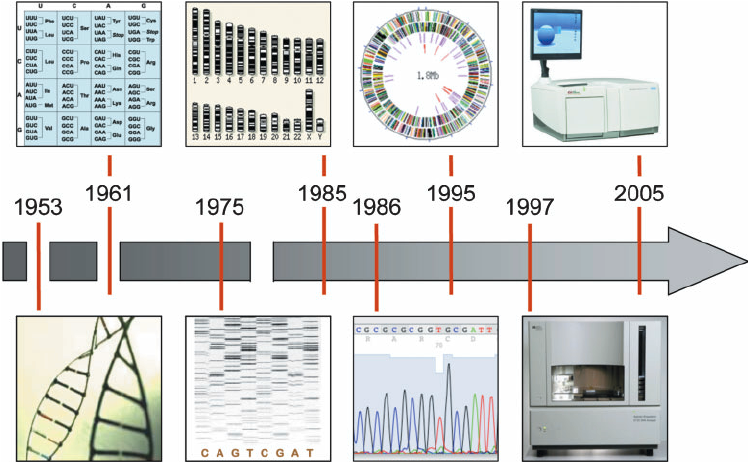 U C A G
UUU Phe UCU UAU Tyr UGU Cys
UUC UCC Ser UAC UGC
UUA Leu UCA UAA Stop UGA Stop
UUG UCG UAG UGG Trp
U
CUU CCU CAU His CGU
CUC Leu CCC Pro CAC CGC Arg
CUA CCA CAA Gln CGA
CUG CCG CAG CGG
C
AUU ACU AAU Asn AGU Ser
AUC Ile ACC Thr AAC AGC
AUA ACA AAA Lys AGA Arg
AUG Met ACG AAG AGG
A
GUU GCU GAU Asp GGU
GUC Val GCC Ala GAC GGC Gly
GUA GCA GAA Glu GGA
GUG GCG GAG GGG
G
1 2 3 4 5 6 7 8 9 10 11 12
13 14 15 16 17 18 19 20 21 22 X Y
1.8Mb
1953
1961
1975
1985
1986
1995
1997
2005
C A G T C G A T
C G C G C G C G G T G C G A T T
70
R A B C D